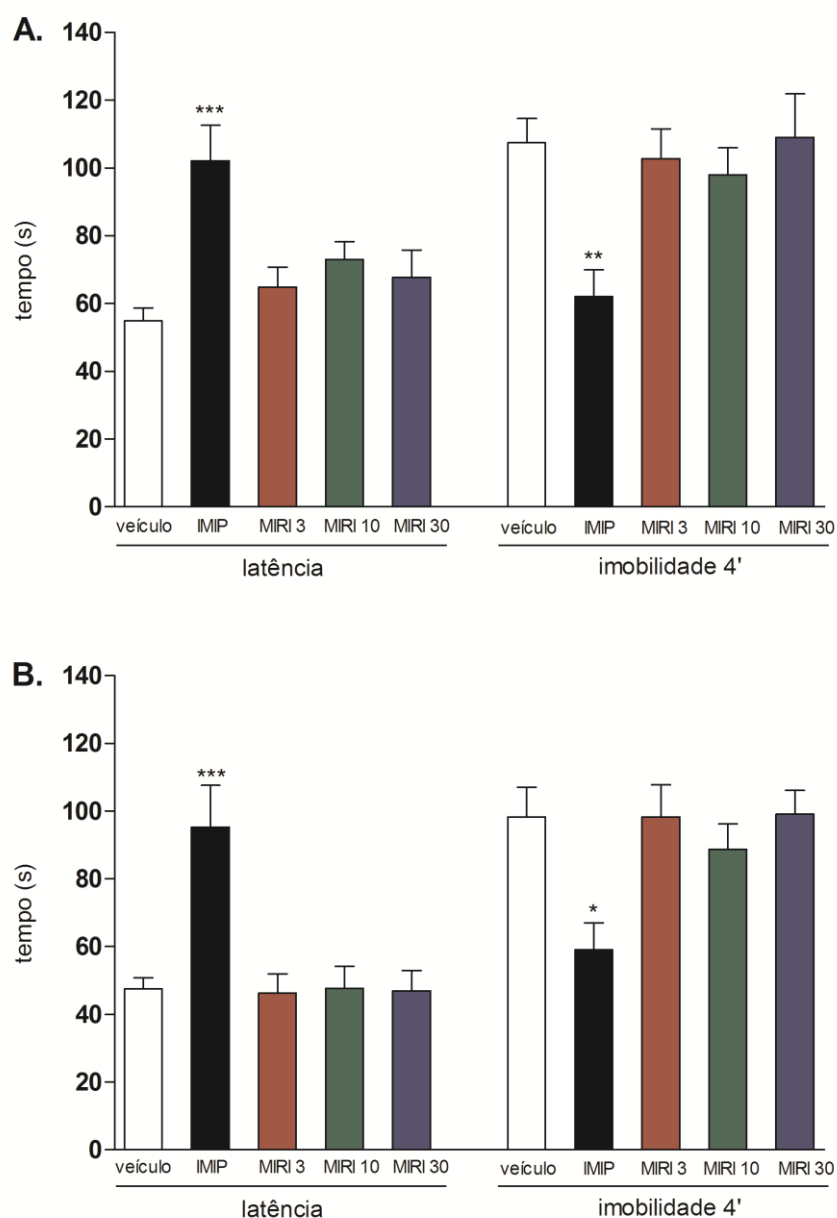 A.
140
120
100
80
60
40
20
0
tempo (s)
***
**
veículo IMIP MIRI 3 MIRI 10 MIRI 30 veículo IMIP MIRI 3 MIRI 10 MIRI 30
latência imobilidade 4'
B.
140
120
100
80
60
40
20
0
tempo (s)
***
*
veículo IMIP MIRI 3 MIRI 10 MIRI 30 veículo IMIP MIRI 3 MIRI 10 MIRI 30
latência imobilidade 4'